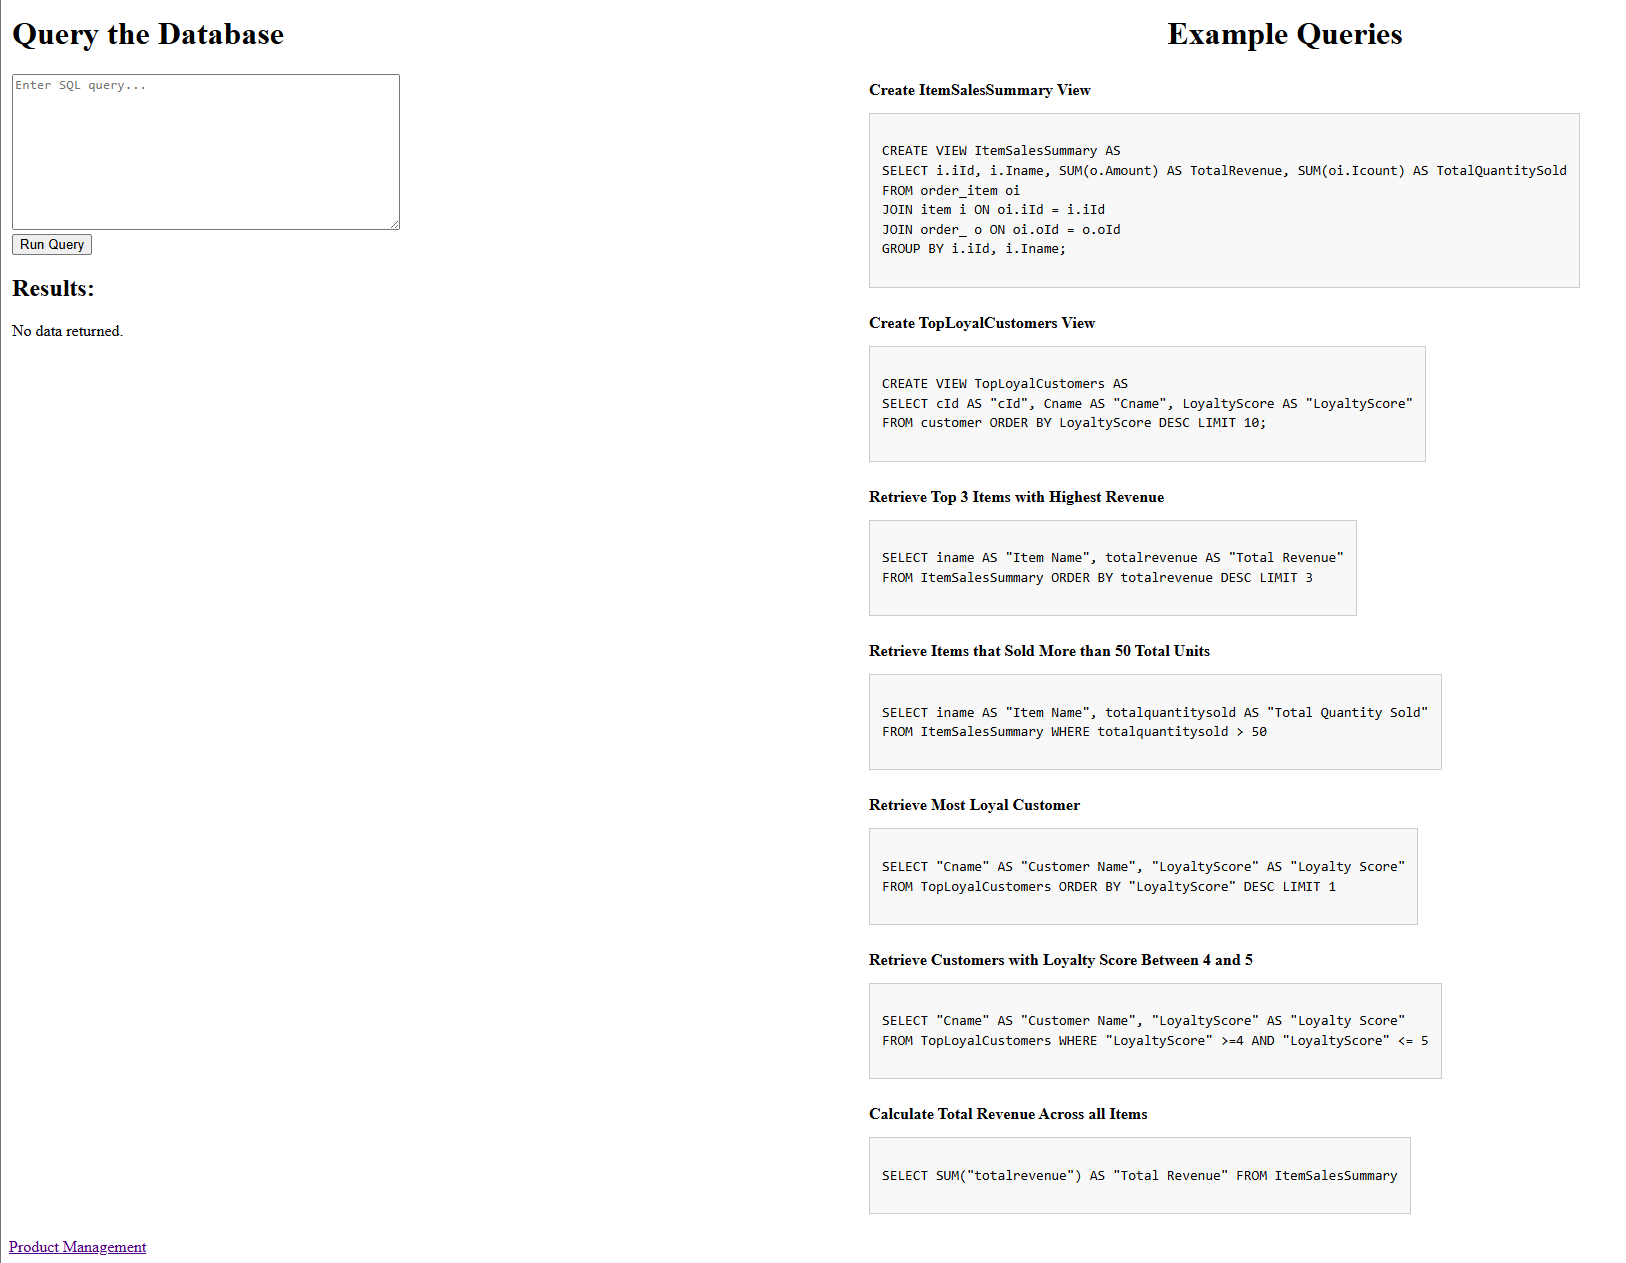 Query the Database
Enter SQL query...
Run Query
Results:
No data returned.
Example Queries
Create ItemSalesSummary View
CREATE VIEW ItemSalesSummary AS
SELECT i.iId, i.Iname, SUM(o.Amount) AS TotalRevenue, SUM(oi.Icount) AS TotalQuantitySold
FROM order_item oi
JOIN item i ON oi.iId = i.iId
JOIN order_ o ON oi.oId = o.oId
GROUP BY i.iId, i.Iname;
Create TopLoyalCustomers View
CREATE VIEW TopLoyalCustomers AS
SELECT cId AS "cId", Cname AS "Cname", LoyaltyScore AS "LoyaltyScore"
FROM customer ORDER BY LoyaltyScore DESC LIMIT 10;
Retrieve Top 3 Items with Highest Revenue
SELECT iname AS "Item Name", totalrevenue AS "Total Revenue"
FROM ItemSalesSummary ORDER BY totalrevenue DESC LIMIT 3
Retrieve Items that Sold More than 50 Total Units
SELECT iname AS "Item Name", totalquantitysold AS "Total Quantity Sold"
FROM ItemSalesSummary WHERE totalquantitysold > 50
Retrieve Most Loyal Customer
SELECT "Cname" AS "Customer Name", "LoyaltyScore" AS "Loyalty Score"
FROM TopLoyalCustomers ORDER BY "LoyaltyScore" DESC LIMIT 1
Retrieve Customers with Loyalty Score Between 4 and 5
SELECT "Cname" AS "Customer Name", "LoyaltyScore" AS "Loyalty Score"
FROM TopLoyalCustomers WHERE "LoyaltyScore" >=4 AND "LoyaltyScore" <= 5
Calculate Total Revenue Across all Items
SELECT SUM("totalrevenue") AS "Total Revenue" FROM ItemSalesSummary
Product Management